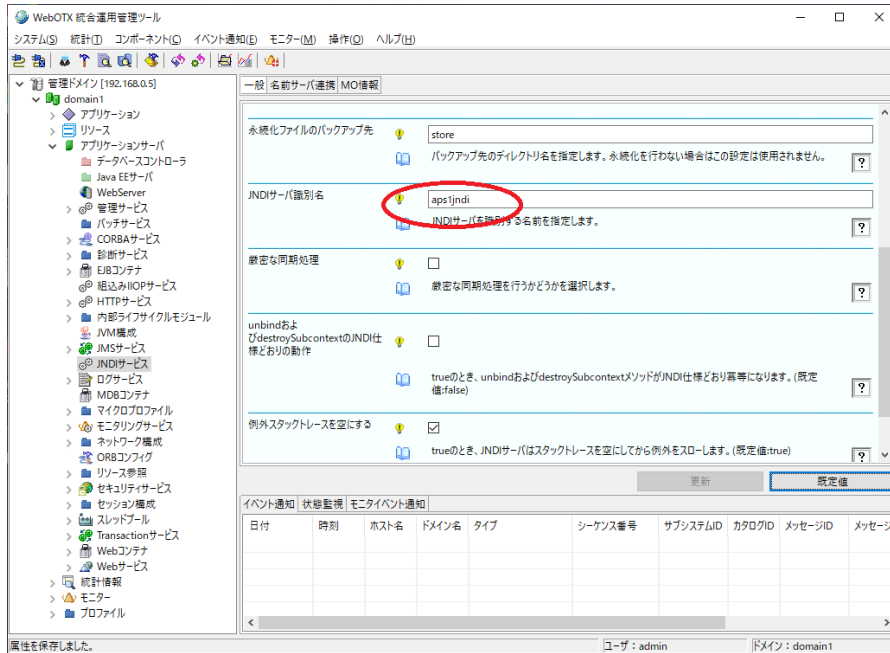 WebOTX 統合運用管理ツール
システム(S) 統計(T) コンポーネント(C) イベント通知(E) モニター(M) 操作(O) ヘルプ(H)
管理ドメイン [192.168.0.5]
domain1
アプリケーション
リソース
アプリケーションサーバ
データベースコントローラ
Java EEサーバ
WebServer
管理サービス
バッチサービス
CORBAサービス
診断サービス
EJBコンテナ
組込みIIOPサービス
HTTPサービス
内部ライフサイクルモジュール
JVM構成
JMSサービス
JNDIサービス
ログサービス
MDBコンテナ
マイクロプロファイル
モニタリングサービス
ネットワーク構成
ORBコンフィグ
リソース参照
セキュリティサービス
セッション構成
スレッドプール
Transactionサービス
Webコンテナ
Webサービス
統計情報
モニター
プロファイル
一般 名前サーバ連携 MO情報
永続化ファイルのバックアップ先
store
バックアップ先のディレクトリ名を指定します。永続化を行わない場合はこの設定は使用されません。
?
JNDIサーバ識別名
aps1jndi
JNDIサーバを識別する名前を指定します。
?
厳密な同期処理
厳密な同期処理を行うかどうかを選択します。
?
unbindおよ
びdestroySubcontextのJNDI仕
様どおりの動作
trueのとき、unbindおよびdestroySubcontextメソッドがJNDI仕様どおり冪等になります。(既定
値:false)
?
例外スタックトレースを空にする
trueのとき、JNDIサーバはスタックトレースを空にしてから例外をスローします。(既定値:true)
?
更新 既定値
イベント通知 状態監視 モニタイベント通知
日付 時刻 ホスト名 ドメイン名 タイプ シーケンス番号 サブシステムID カタログID メッセージID メッセージ
属性を保存しました。 ユーザ : admin ドメイン : domain1